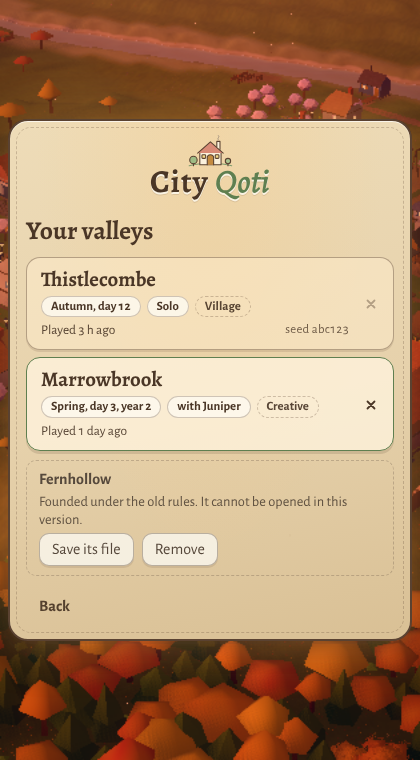 City Qoti
Your valleys
Thistlecombe
Autumn, day 12 Solo Village
Played 3 h ago seed abc123
Marrowbrook
Spring, day 3, year 2 with Juniper Creative
Played 1 day ago
Fernhollow
Founded under the old rules. It cannot be opened in this
version.
Save its file Remove
Back